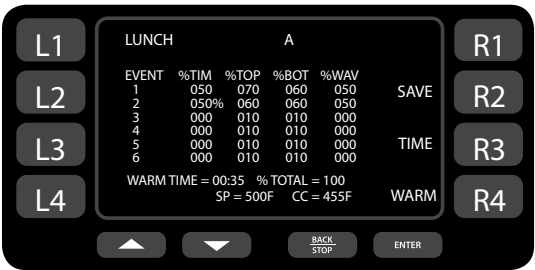 L1 LUNCH A R1
EVENT %TIM %TOP %BOT %WAV
1 050 070 060 050
L2 2 050% 060 060 050 SAVE R2
3 000 010 010 000
4 000 010 010 000
L3 5 000 010 010 000 TIME R3
6 000 010 010 000
WARM TIME = 00:35 % TOTAL = 100
L4 SP = 500F CC = 455F WARM R4
BACK
STOP
ENTER